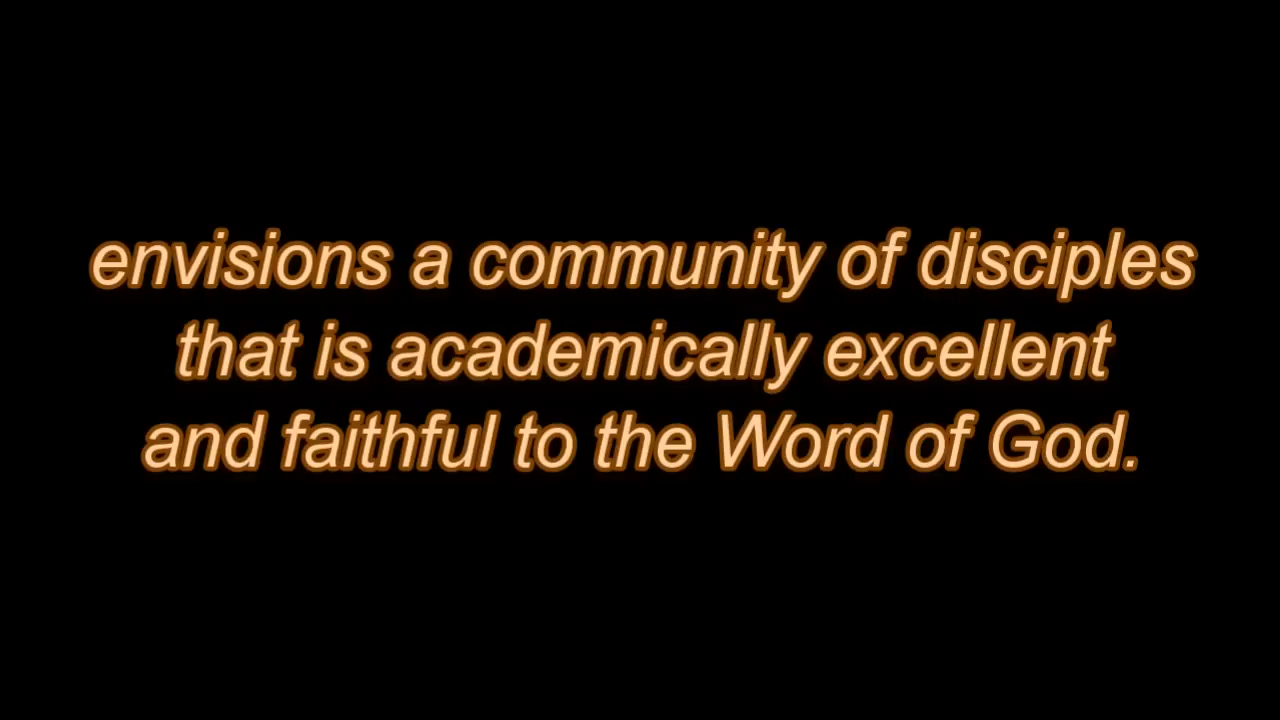 envisions a community of disciples
that is academically excellent
and faithful to the Word of God.